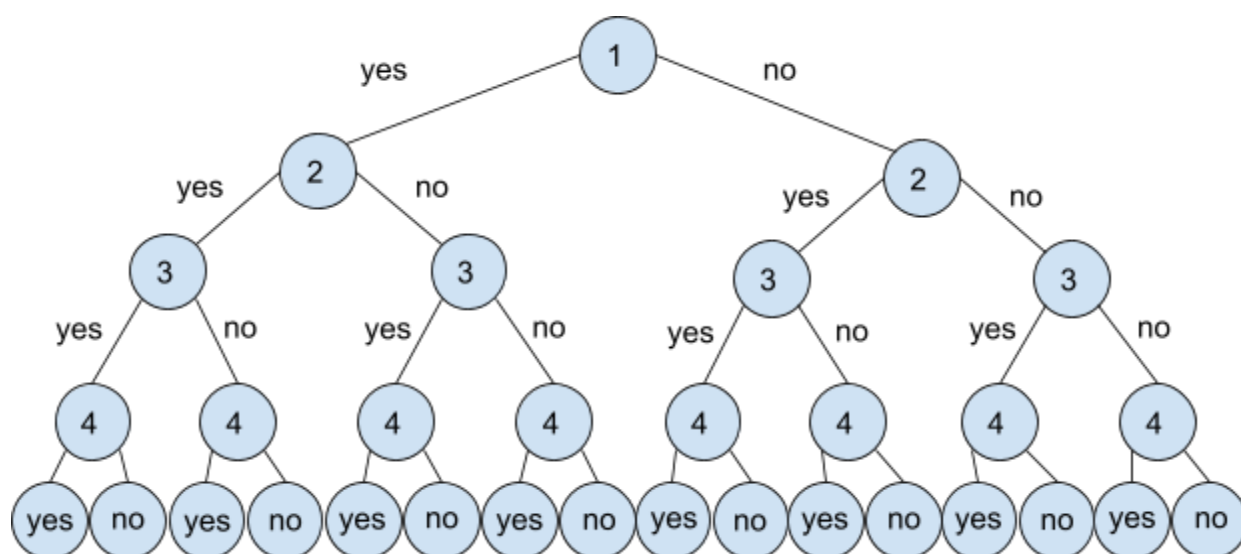 1
yes no
2 2
yes no yes no
3 3 3 3
yes no yes no yes no yes no
4 4 4 4 4 4 4 4
yes no yes no yes no yes no yes no yes no yes no yes no